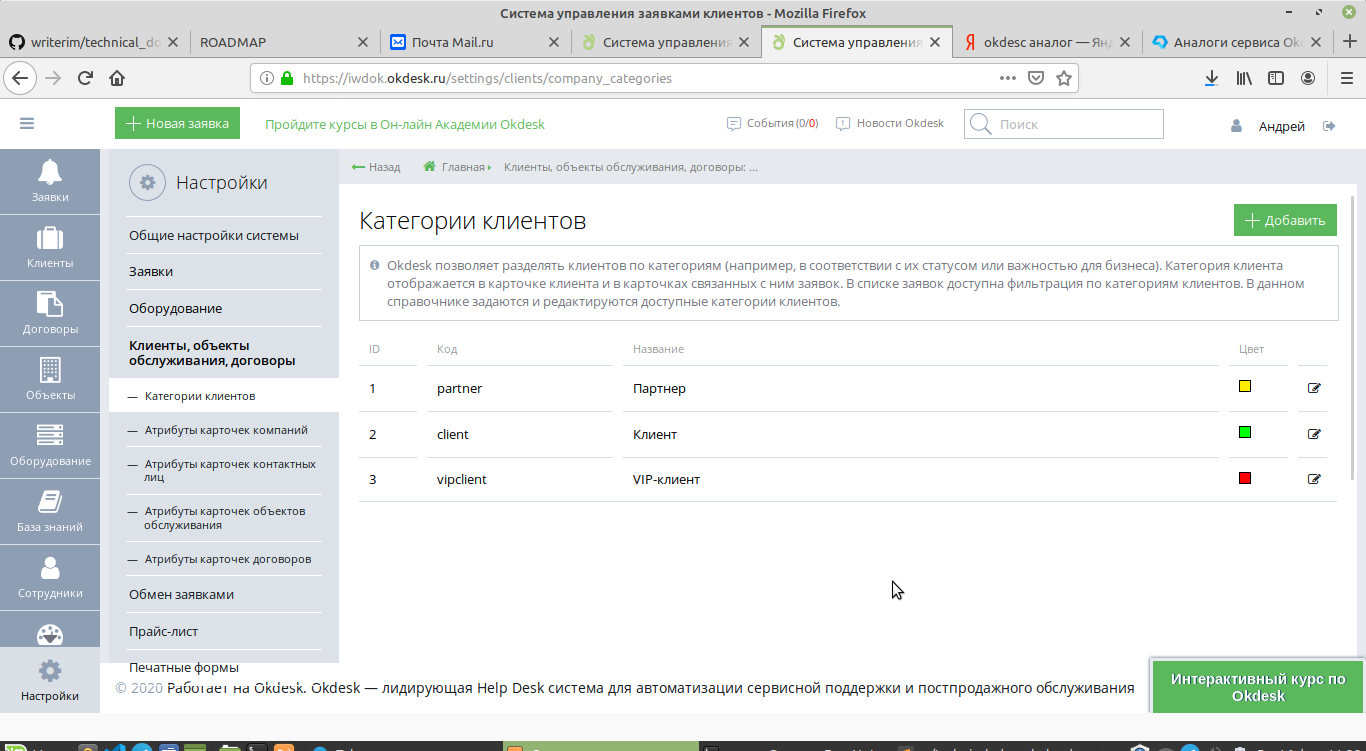 Система управления заявками клиентов - Mozilla Firefox
writerim/technical_do
ROADMAP
Почта Mail.ru
Система управления
Система управления
okdesc аналог — Янд
Аналоги сервиса Okd
https://iwdok.okdesk.ru/settings/clients/company_categories
Новая заявка
Пройдите курсы в Он-лайн Академии Okdesk
События (0/0)
Новости Okdesk
Поиск
Андрей
Заявки
Клиенты
Договоры
Объекты
Оборудование
База знаний
Сотрудники
Настройки
Настройки
Общие настройки системы
Заявки
Оборудование
Клиенты, объекты
обслуживания, договоры
— Категории клиентов
— Атрибуты карточек компаний
— Атрибуты карточек контактных
лиц
— Атрибуты карточек объектов
обслуживания
— Атрибуты карточек договоров
Обмен заявками
Прайс-лист
Печатные формы
Назад
Главная
Клиенты, объекты обслуживания, договоры: ...
Категории клиентов
Добавить
Okdesk позволяет разделять клиентов по категориям (например, в соответствии с их статусом или важностью для бизнеса). Категория клиента
отображается в карточке клиента и в карточках связанных с ним заявок. В списке заявок доступна фильтрация по категориям клиентов. В данном
справочнике задаются и редактируются доступные категории клиентов.
ID Код Название Цвет
1 partner Партнер
2 client Клиент
3 vipclient VIP-клиент
© 2020 Работает на Okdesk. Okdesk — лидирующая Help Desk система для автоматизации сервисной поддержки и постпродажного обслуживания
Интерактивный курс по
Okdesk